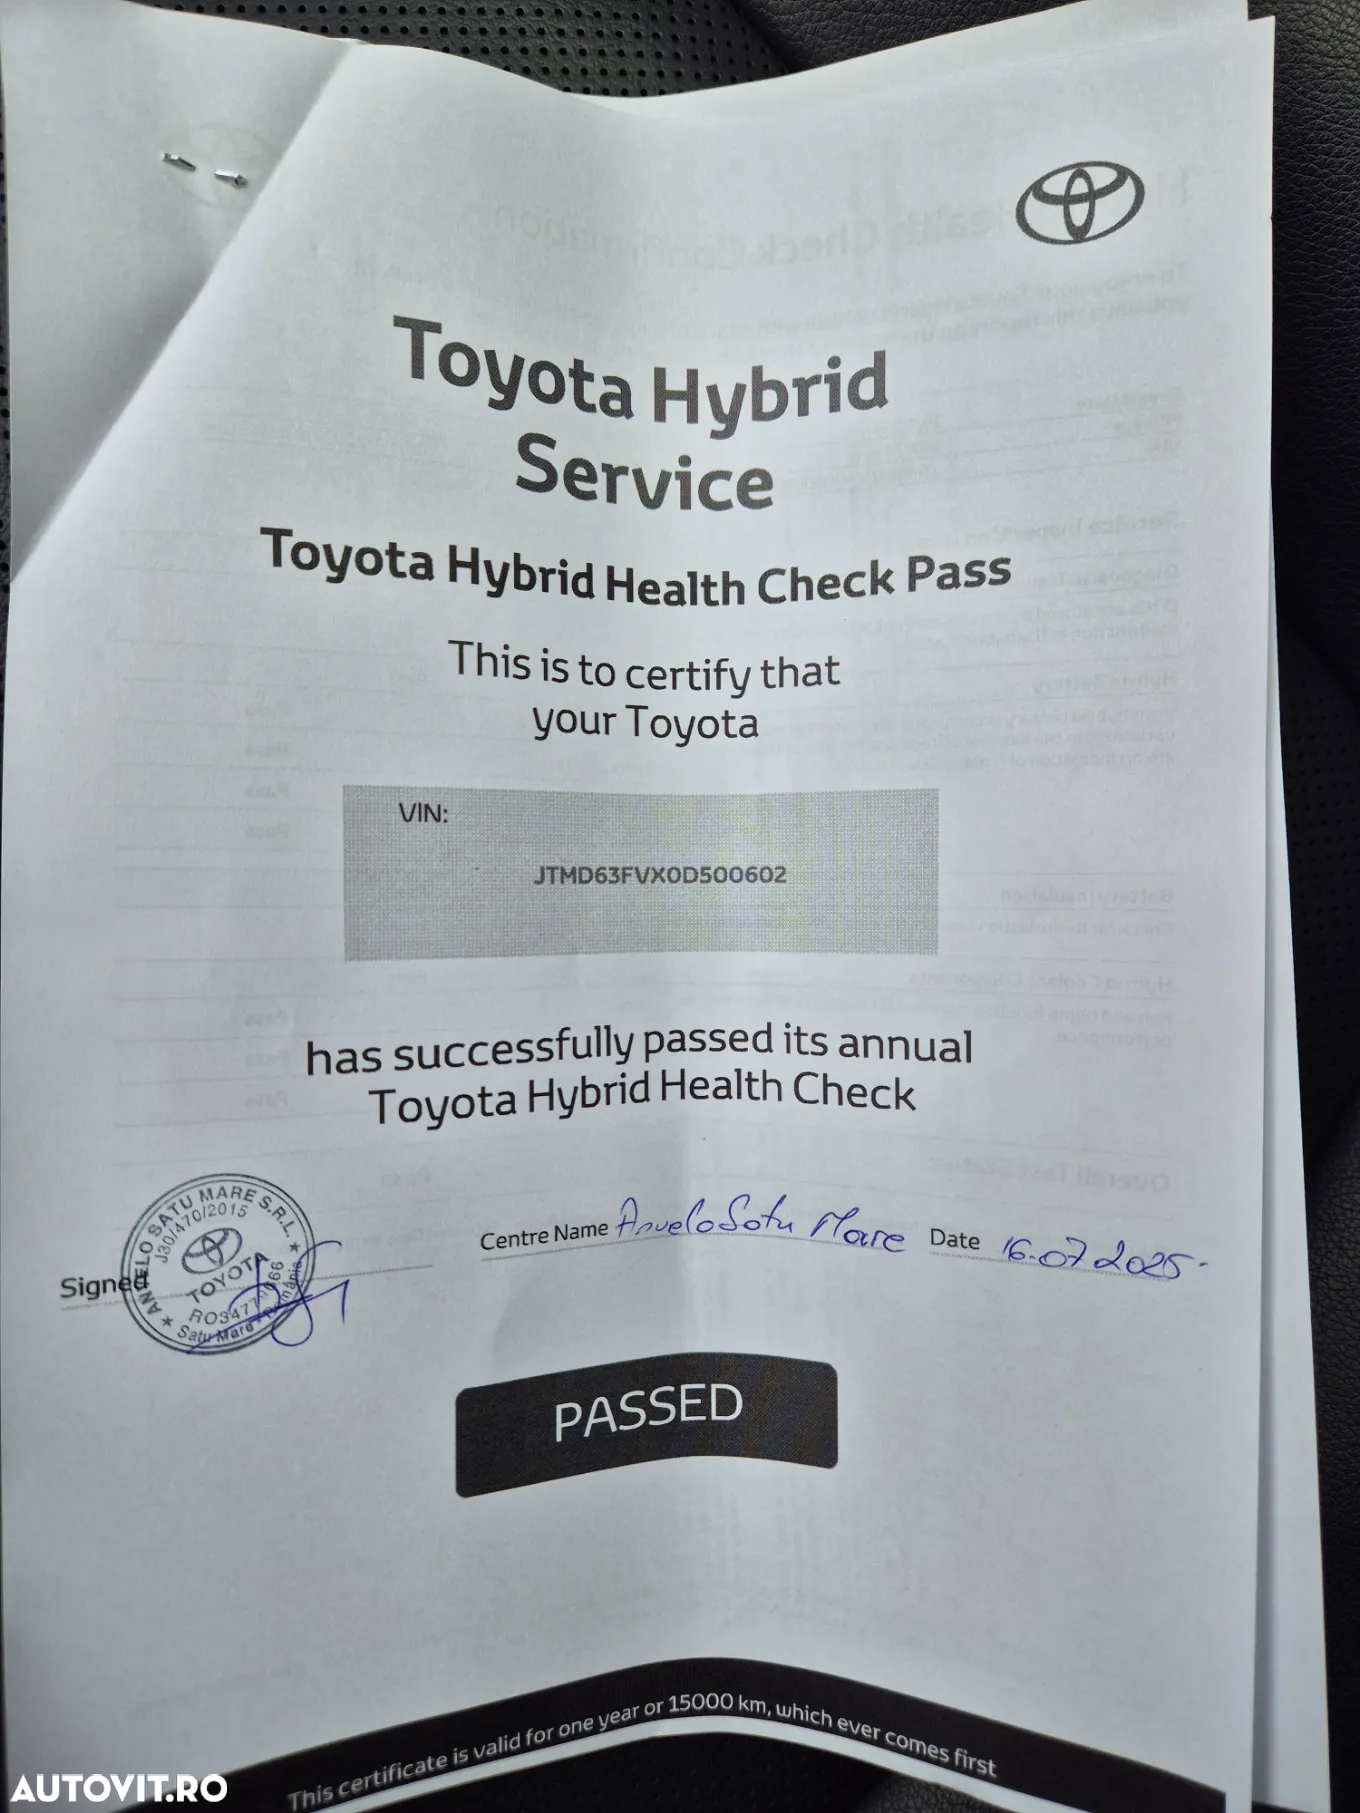 Toyota Hybrid
Service
Toyota Hybrid Health Check Pass
This is to certify that
your Toyota
VIN:
JTMD63FVX0D500602
has successfully passed its annual
Toyota Hybrid Health Check
ANVELO SATU MARE S.R.L.
J30/470/2015
TOYOTA
Satu Mare
Signed
Centre Name Anvelo Satu Mare Date 16.07.2025.
PASSED
This certificate is valid for one year or 15000 km, which ever comes first
AUTOVIT.RO